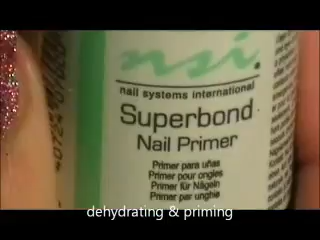 nsi.
nail systems international
Superbond
Nail Primer
Primer para uñas
Primer pour ongles
Primer für Nägeln
Primer par unghie
dehydrating & priming